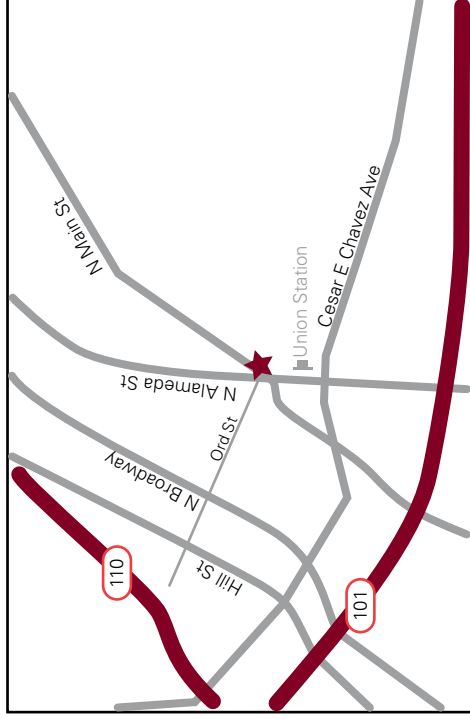 N Main St
Cesar E Chavez Ave
Union Station
N Alameda St
Ord St
N Broadway
Hill St
110
101